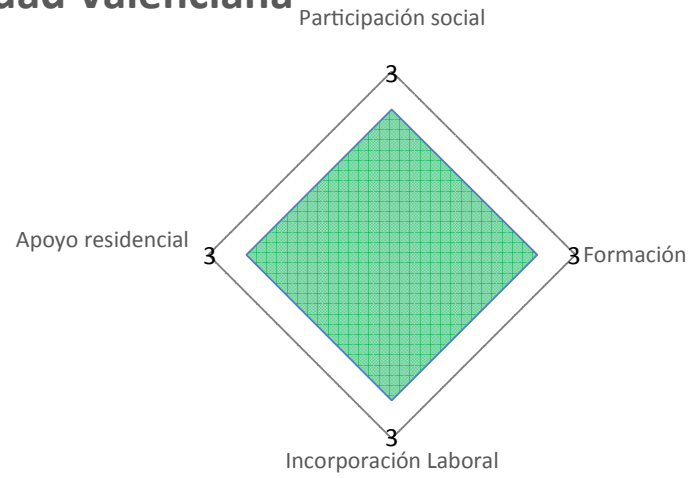 dad Valenciana
Participación social
3
Apoyo residencial
3
3
Formación
3
Incorporación Laboral